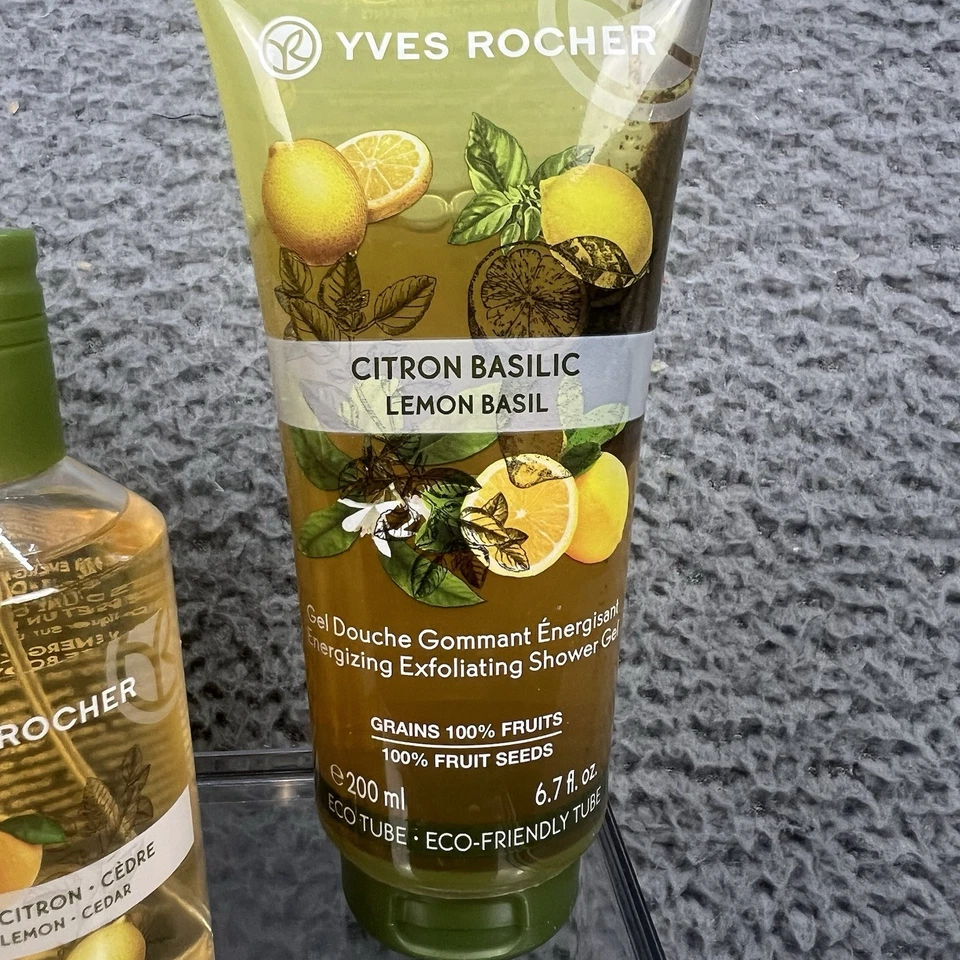 YVES ROCHER
CITRON BASILIC
LEMON BASIL
Gel Douche Gommant Énergisant
Energizing Exfoliating Shower Gel
GRAINS 100% FRUITS
100% FRUIT SEEDS
℮200 ml
6.7 fl. oz.
ECO TUBE · ECO-FRIENDLY TUBE
ROCHER
CITRON · CÈDRE
LEMON · CEDAR